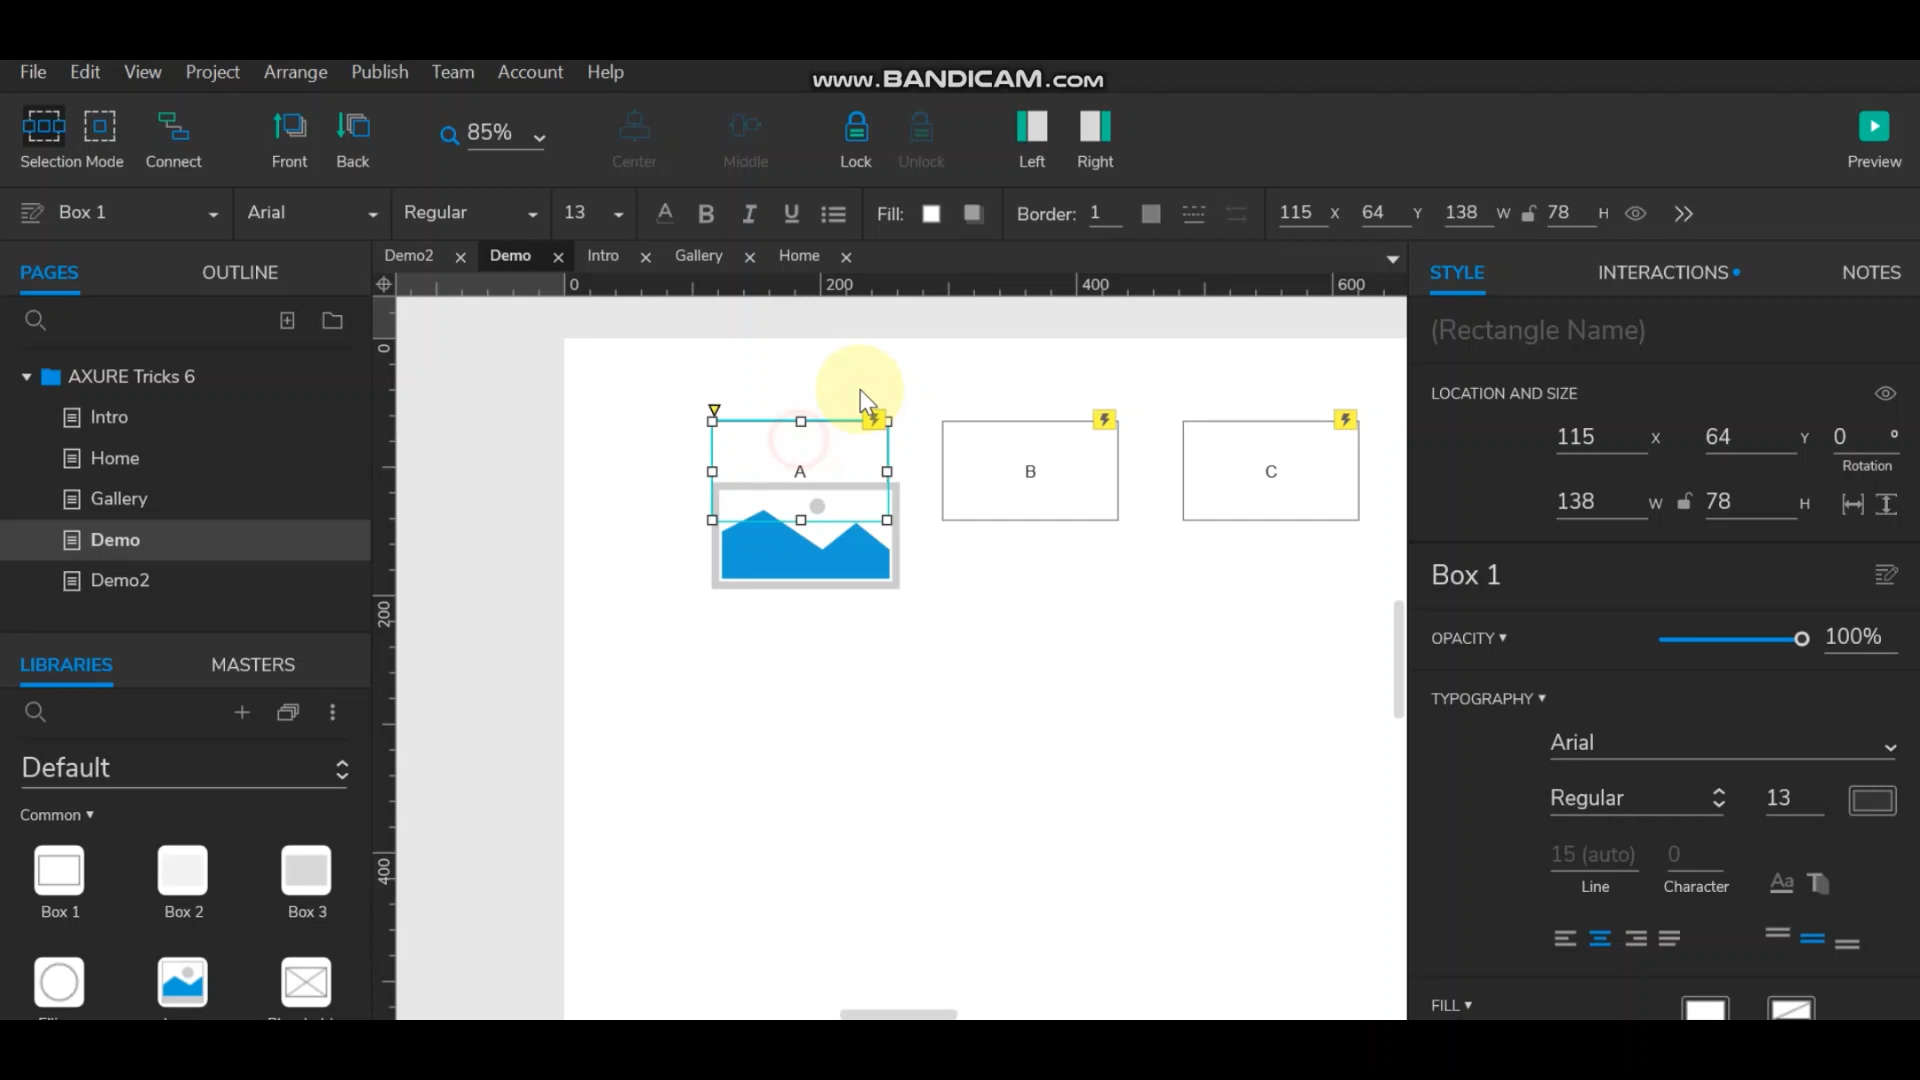 File Edit View Project Arrange Publish Team Account Help
www.BANDICAM.com
Selection Mode Connect Front Back 85% Center Middle Lock Unlock Left Right Preview
Box 1 Arial Regular 13 Fill: Border: 1 115 X 64 Y 138 W 78 H
PAGES OUTLINE
Demo2 Demo Intro Gallery Home
STYLE INTERACTIONS NOTES
0 200 400 600
(Rectangle Name)
AXURE Tricks 6
Intro
Home
Gallery
Demo
Demo2
0
200
400
A
B
C
LOCATION AND SIZE
115 X 64 Y 0 °
Rotation
138 W 78 H
Box 1
OPACITY 100%
TYPOGRAPHY
Arial
Regular 13
15 (auto) 0
Line Character
Aa
FILL
LIBRARIES MASTERS
Default
Common
Box 1 Box 2 Box 3